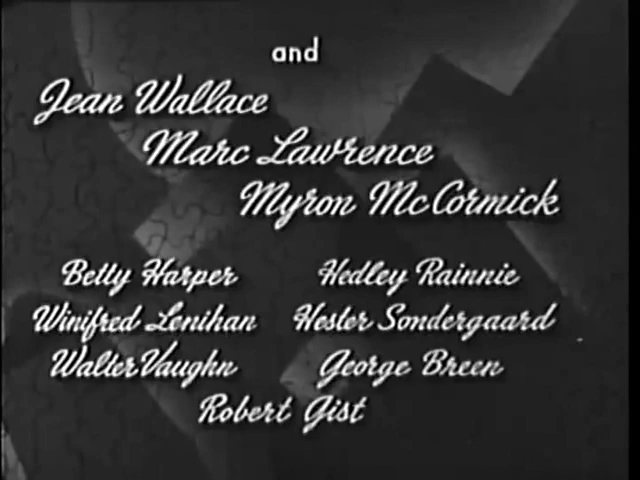 and
Jean Wallace
Marc Lawrence
Myron McCormick
Betty Harper Hedley Rainnie
Winifred Lenihan Hester Sondergaard
Walter Vaughn George Breen
Robert Gist